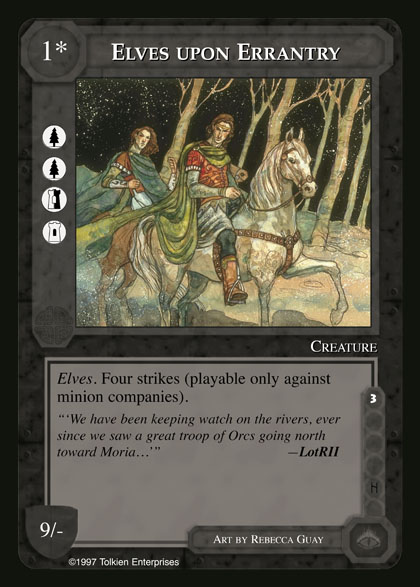 1*
ELVES UPON ERRANTRY
CREATURE
Elves. Four strikes (playable only against
minion companies).
“‘We have been keeping watch on the rivers, ever
since we saw a great troop of Orcs going north
toward Moria…’” —LotRII
3
9/-
ART BY REBECCA GUAY
©1997 Tolkien Enterprises